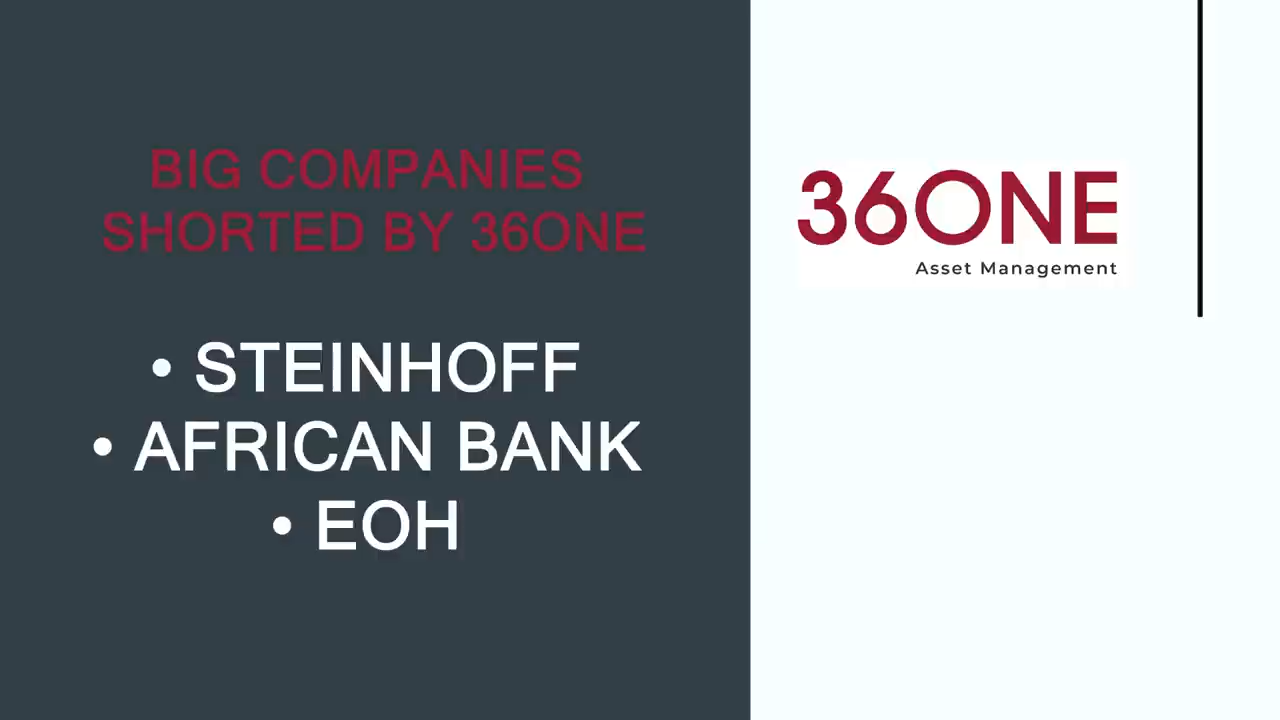 BIG COMPANIES
SHORTED BY 36ONE
• STEINHOFF
• AFRICAN BANK
• EOH
36ONE
Asset Management